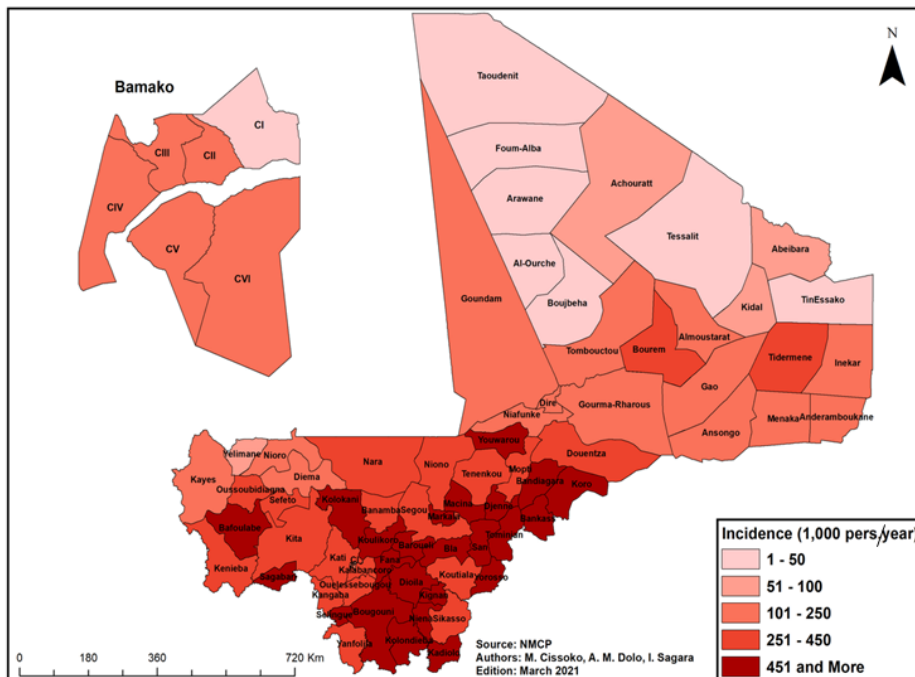 N
Bamako
CI
CIII
CII
CIV
CV
CVI
Taoudenit
Foum-Alba
Achouratt
Arawane
Tessalit
Abeibara
Al-Ourche
Boujbeha
TinEssako
Kidal
Goundam
Almoustarat
Tombouctou
Bourem
Tidermene
Inekar
Gao
Dire
Gourma-Rharous
Niafunke
Menaka
Anderamboukane
Ansongo
Youwarou
Yelimane
Nioro
Nara
Niono
Douentza
Kayes
Diema
Tenenkou
Mopti
Oussoubidiagna
Bandiagara
Koro
Sefeto
Kolokani
Banamba
Segou
Macina
Djenne
Markala
Bankass
Bafoulabe
Kita
Koulikoro
Tominian
Baroueli
Bla
San
Kati
Fana
Kenieba
Kalabancoro
Koutiala
Yorosso
Sagabari
Ouelessebougou
Dioila
Kangaba
Kignan
Selingue
Bougouni
Niena
Sikasso
Yanfolila
Kolondieba
Kadiolo
Incidence (1,000 pers/year)
1 - 50
51 - 100
101 - 250
251 - 450
451 and More
Source: NMCP
Authors: M. Cissoko, A. M. Dolo, I. Sagara
Edition: March 2021
0 180 360 720 Km